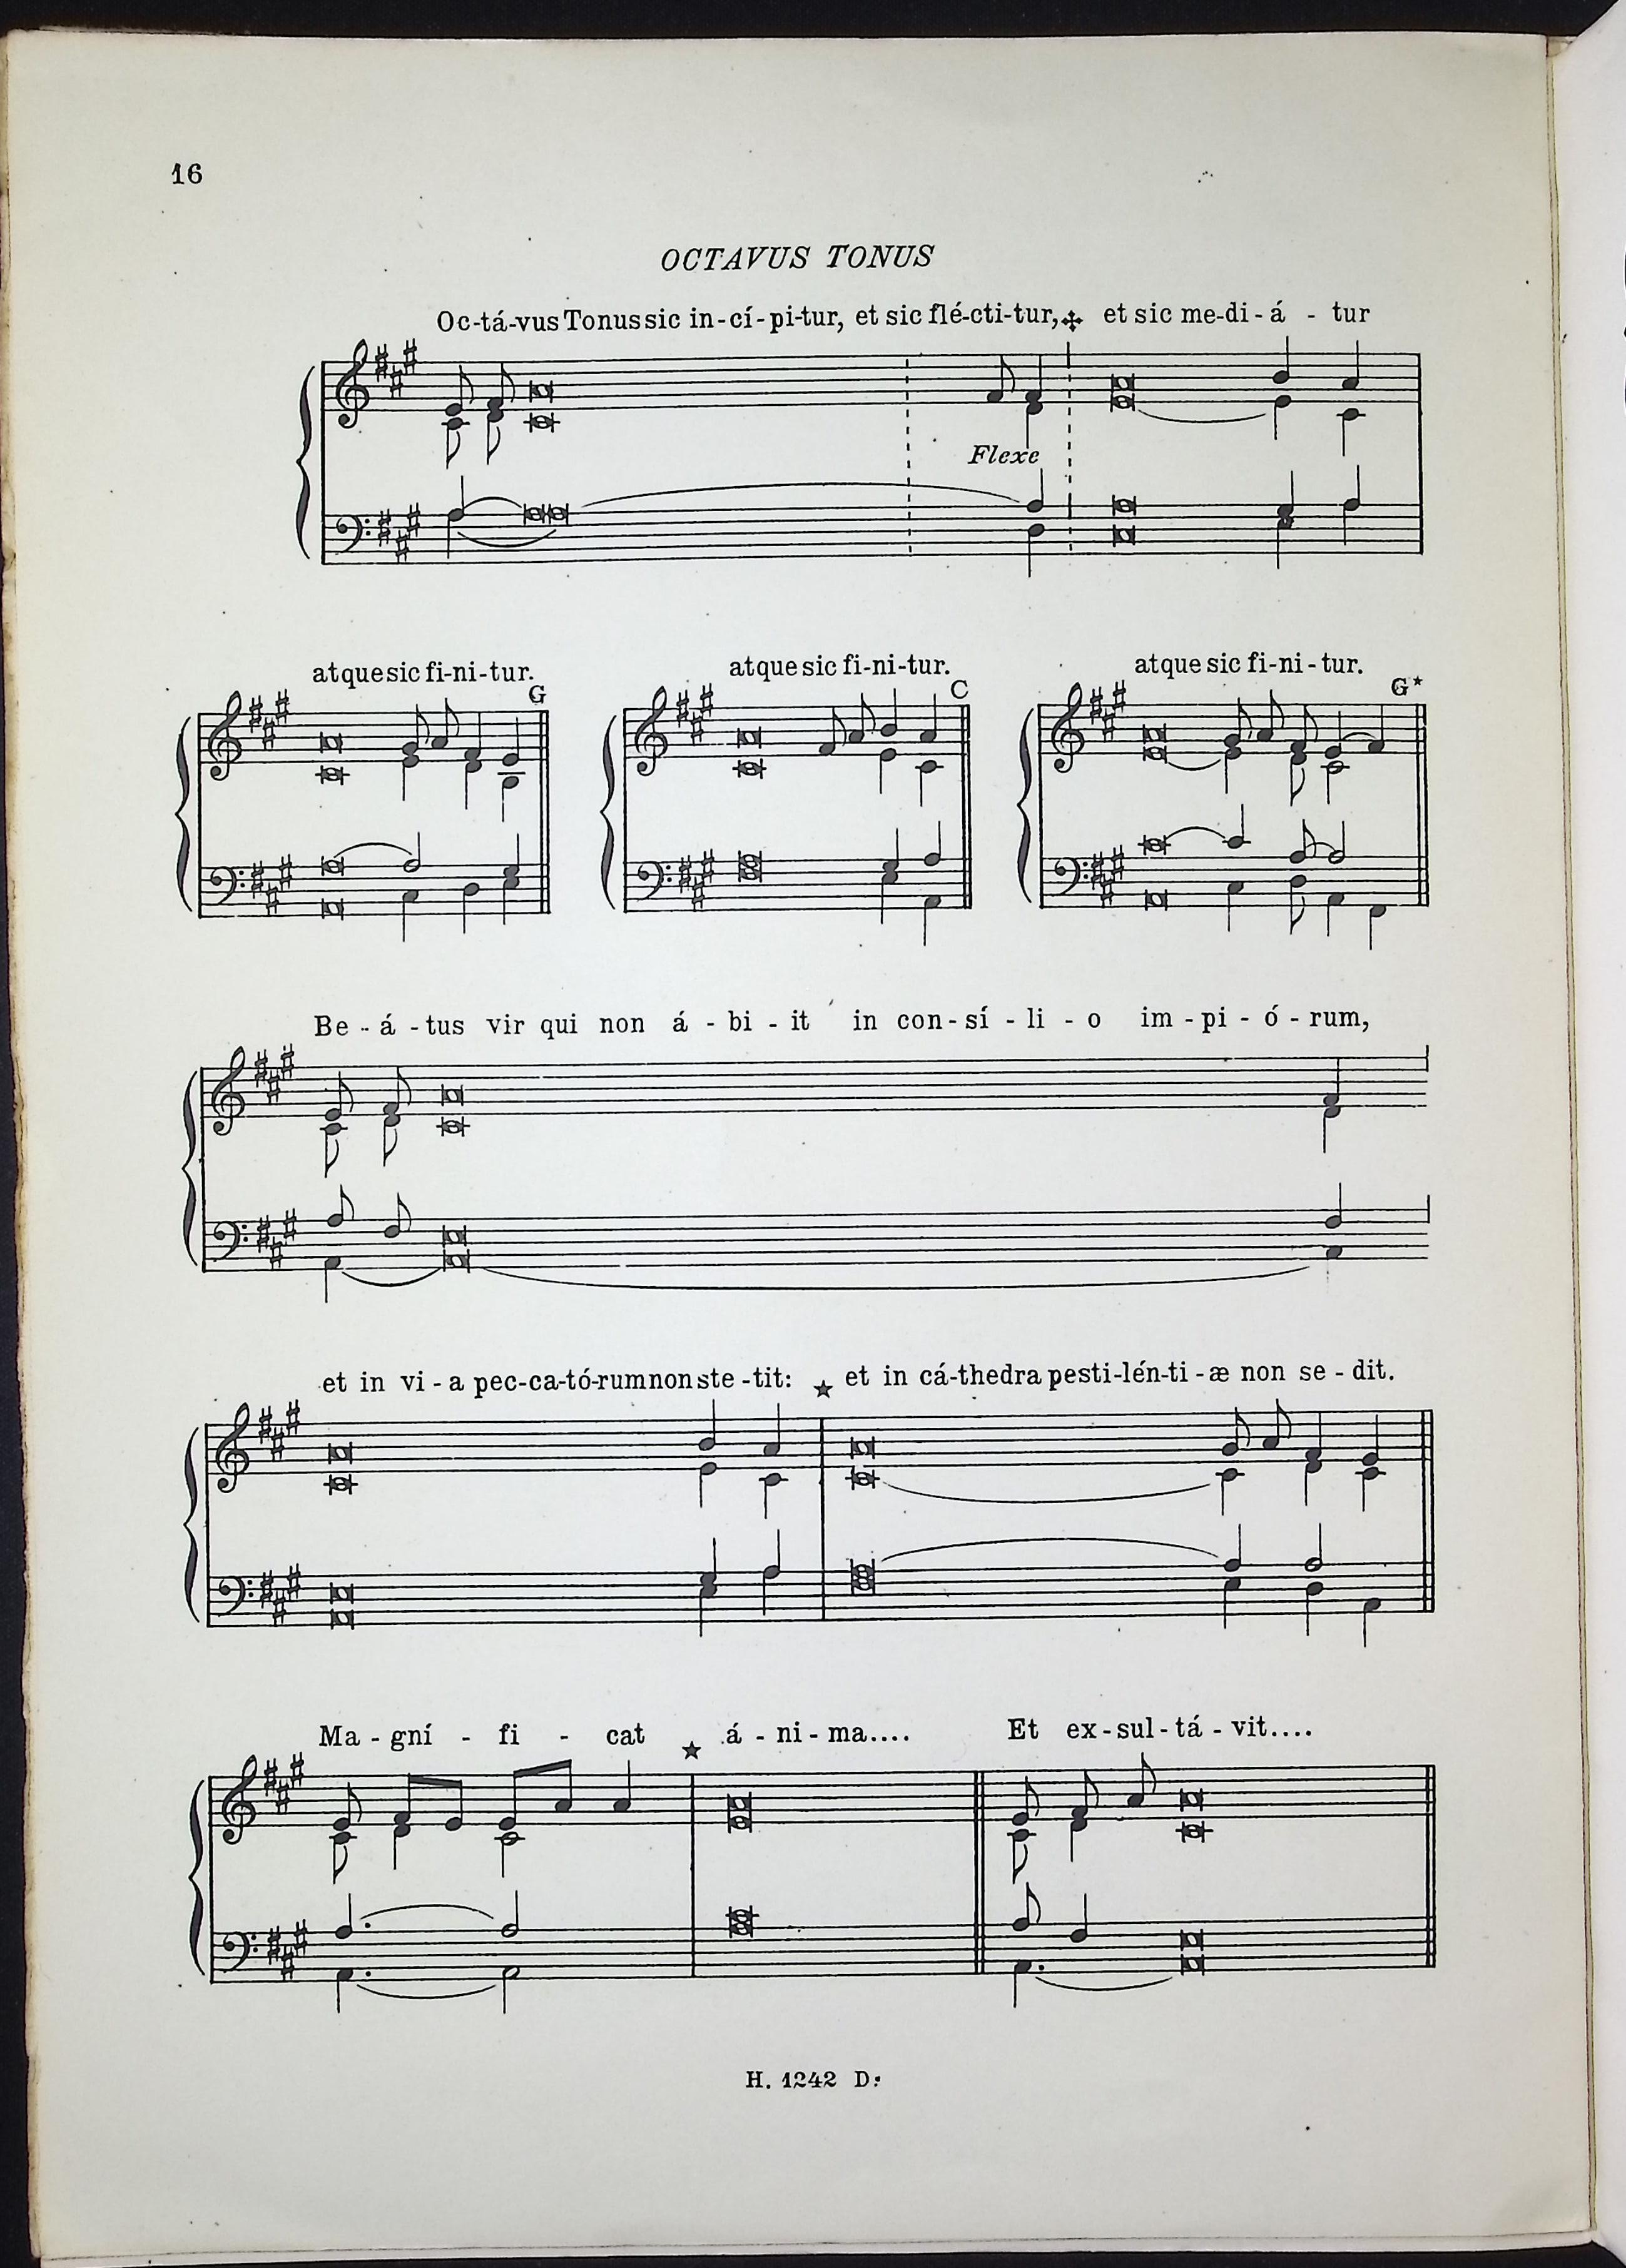 16
OCTAVUS TONUS
Oc-tá-vus Tonus sic in-cí-pi-tur, et sic flé-cti-tur,✢ et sic me-di-á - tur
Flexe
atque sic fi-ni-tur. atque sic fi-ni-tur. atque sic fi-ni-tur.
G C G*
Be - á - tus vir qui non á - bi - it in con-sí - li - o im - pi - ó - rum,
et in vi - a pec-ca-tó-rum non ste-tit: ★ et in cá-thedra pesti-lén-ti-æ non se - dit.
Ma - gní - fi - cat ★ á - ni - ma.... Et ex-sul-tá-vit....
H. 1242 D: